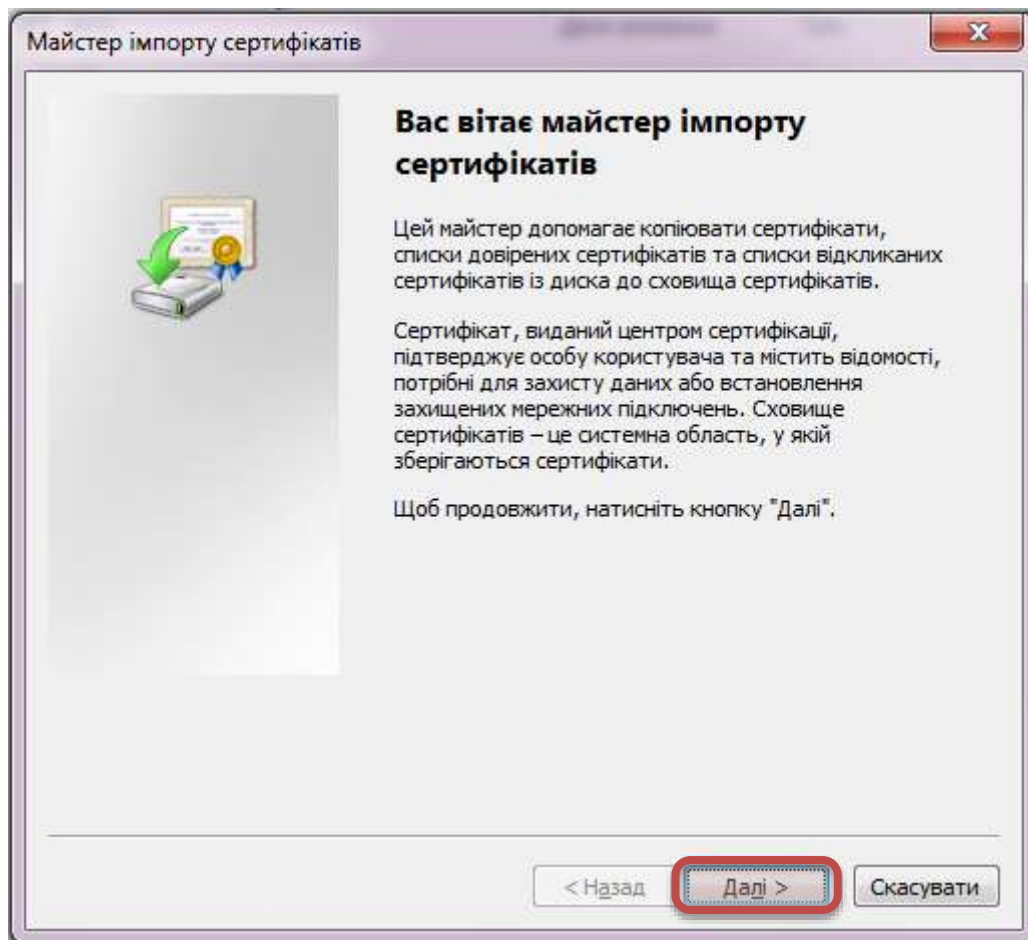 Майстер імпорту сертифікатів
Вас вітає майстер імпорту
сертифікатів
Цей майстер допомагає копіювати сертифікати,
списки довірених сертифікатів та списки відкликаних
сертифікатів із диска до сховища сертифікатів.
Сертифікат, виданий центром сертифікації,
підтверджує особу користувача та містить відомості,
потрібні для захисту даних або встановлення
захищених мережних підключень. Сховище
сертифікатів – це системна область, у якій
зберігаються сертифікати.
Щоб продовжити, натисніть кнопку "Далі".
< Назад Далі > Скасувати